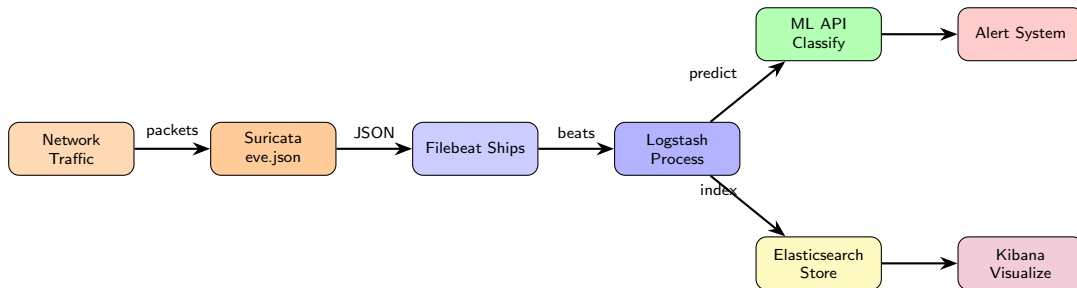 ML API
Classify
Alert System
predict
Network
Traffic
packets
Suricata
eve.json
JSON
Filebeat Ships
beats
Logstash
Process
index
Elasticsearch
Store
Kibana
Visualize